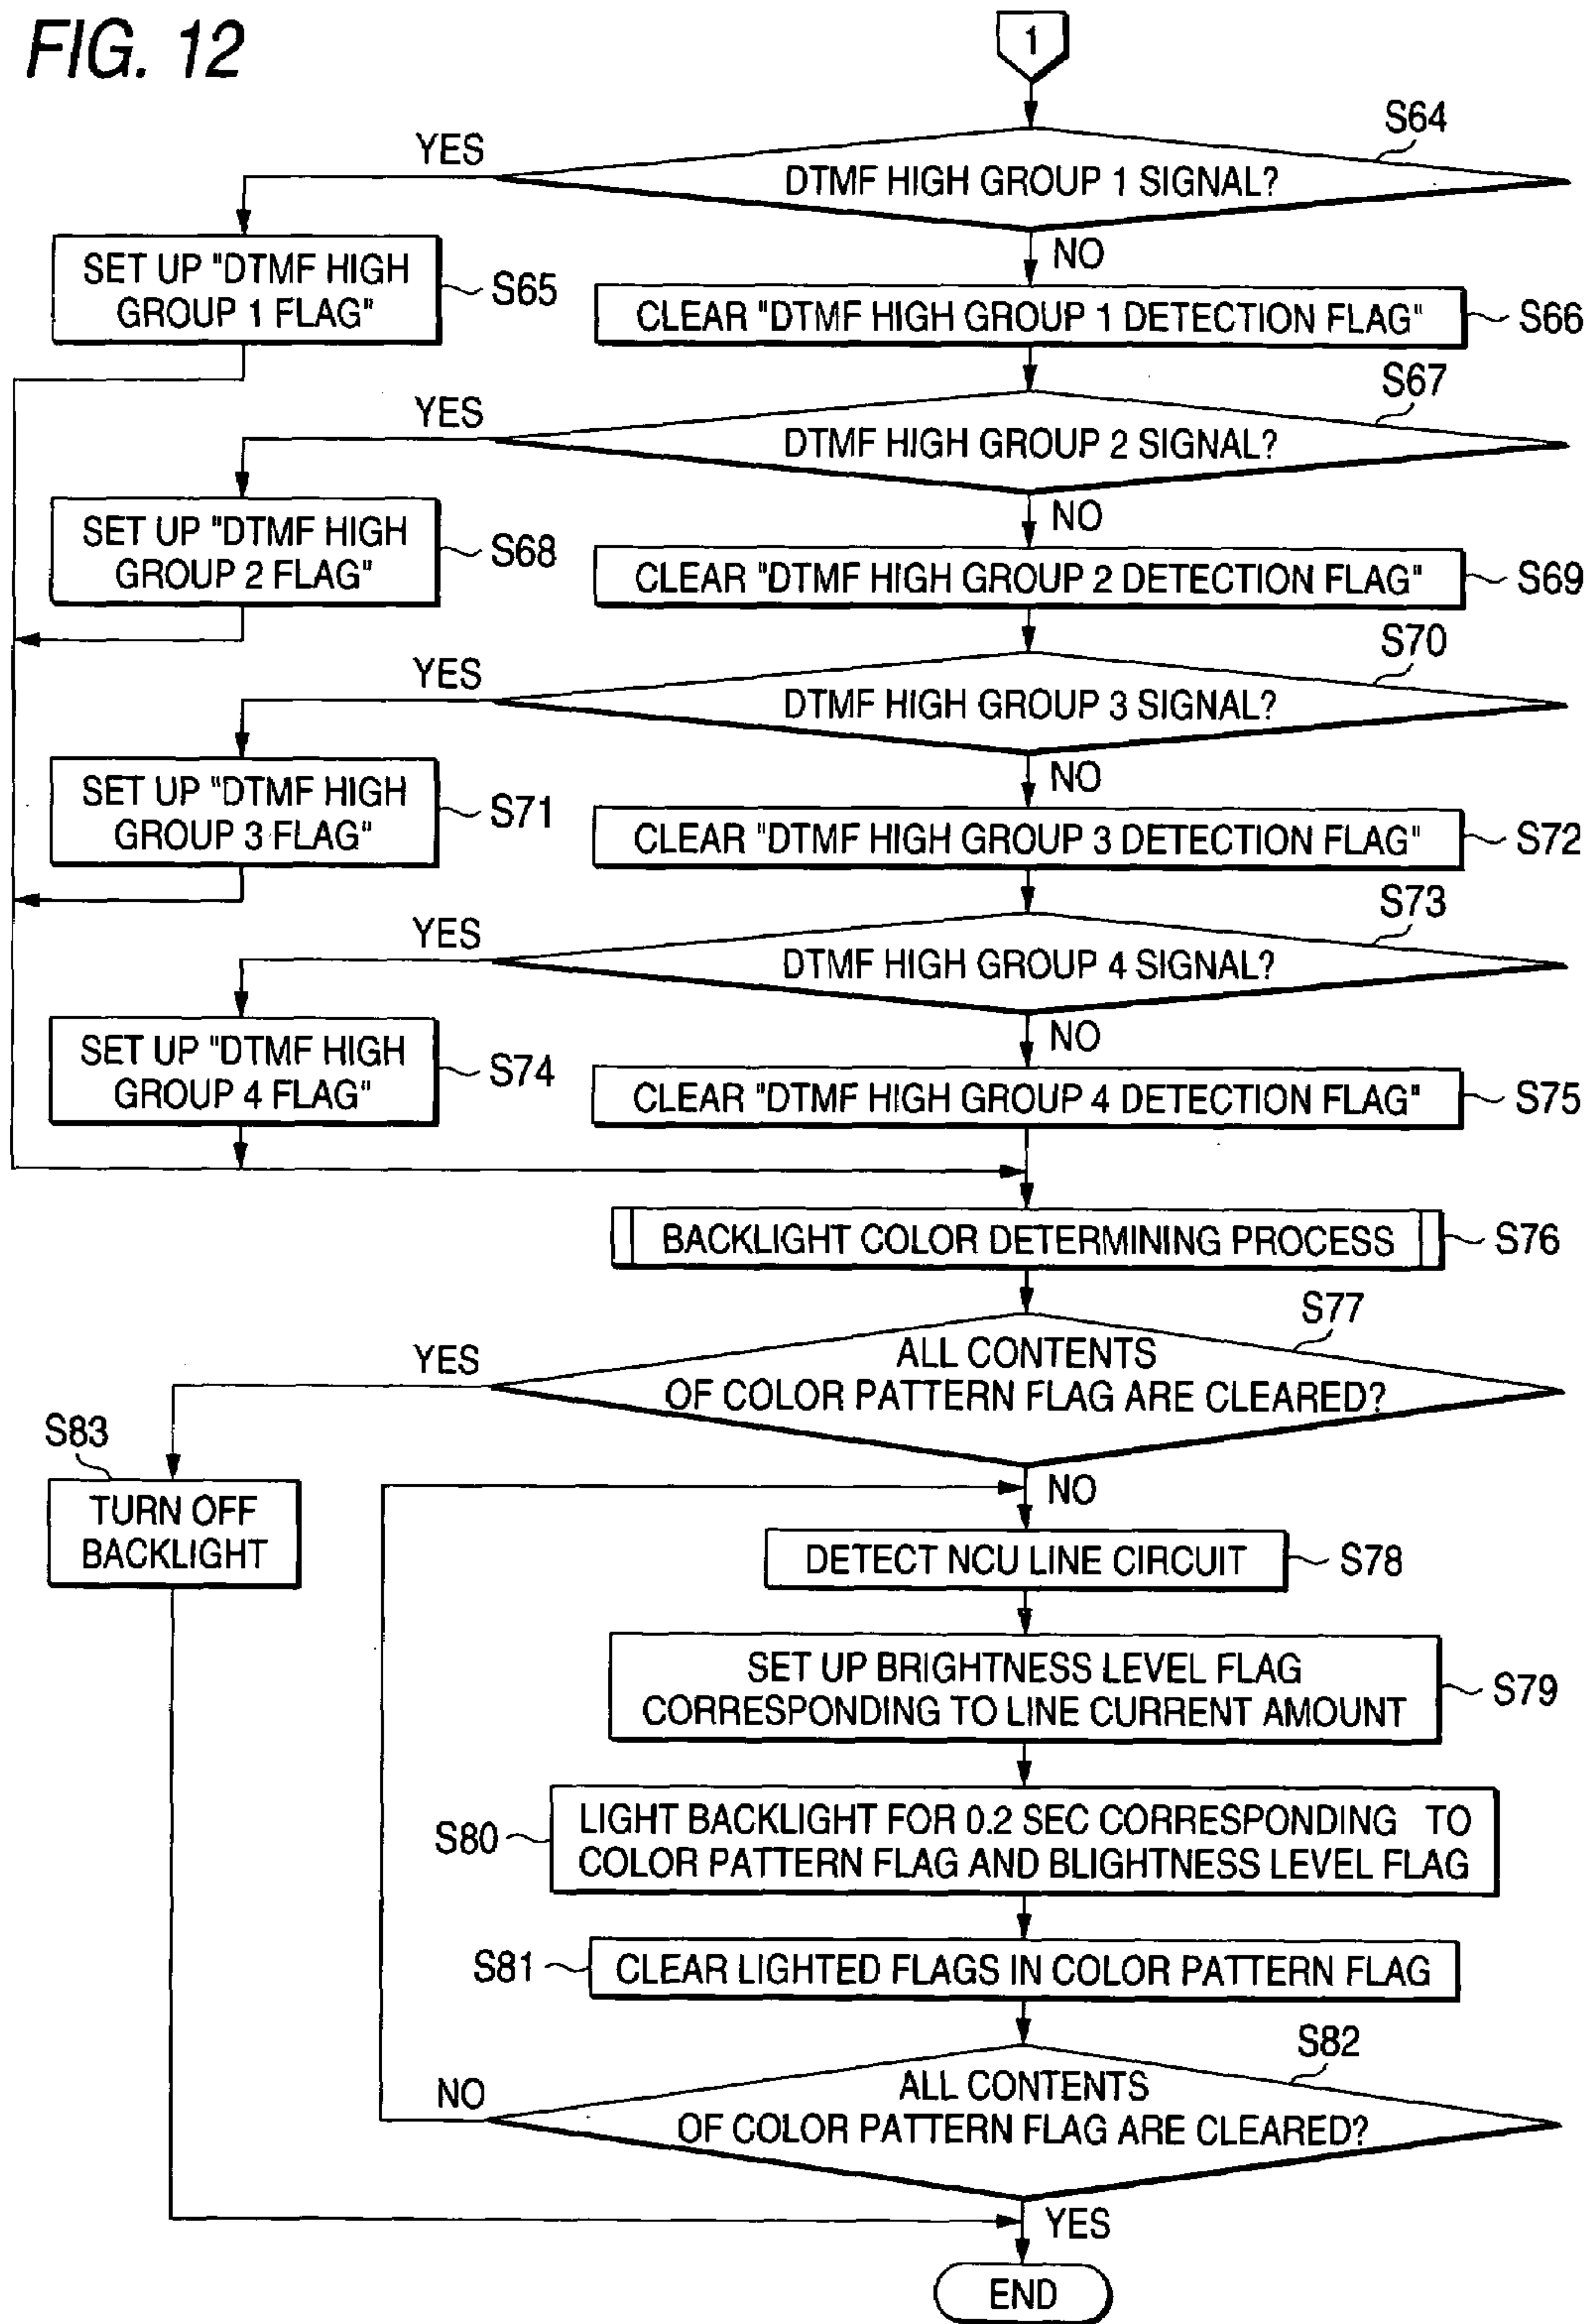 FIG. 12
1
S64
YES
DTMF HIGH GROUP 1 SIGNAL?
NO
SET UP "DTMF HIGH
GROUP 1 FLAG"
S65
CLEAR "DTMF HIGH GROUP 1 DETECTION FLAG"
S66
S67
YES
DTMF HIGH GROUP 2 SIGNAL?
NO
SET UP "DTMF HIGH
GROUP 2 FLAG"
S68
CLEAR "DTMF HIGH GROUP 2 DETECTION FLAG"
S69
S70
YES
DTMF HIGH GROUP 3 SIGNAL?
NO
SET UP "DTMF HIGH
GROUP 3 FLAG"
S71
CLEAR "DTMF HIGH GROUP 3 DETECTION FLAG"
S72
S73
YES
DTMF HIGH GROUP 4 SIGNAL?
NO
SET UP "DTMF HIGH
GROUP 4 FLAG"
S74
CLEAR "DTMF HIGH GROUP 4 DETECTION FLAG"
S75
BACKLIGHT COLOR DETERMINING PROCESS
S76
S77
YES
ALL CONTENTS
OF COLOR PATTERN FLAG ARE CLEARED?
S83
NO
TURN OFF
BACKLIGHT
DETECT NCU LINE CIRCUIT
S78
SET UP BRIGHTNESS LEVEL FLAG
CORRESPONDING TO LINE CURRENT AMOUNT
S79
S80
LIGHT BACKLIGHT FOR 0.2 SEC CORRESPONDING TO
COLOR PATTERN FLAG AND BLIGHTNESS LEVEL FLAG
S81
CLEAR LIGHTED FLAGS IN COLOR PATTERN FLAG
S82
NO
ALL CONTENTS
OF COLOR PATTERN FLAG ARE CLEARED?
YES
END